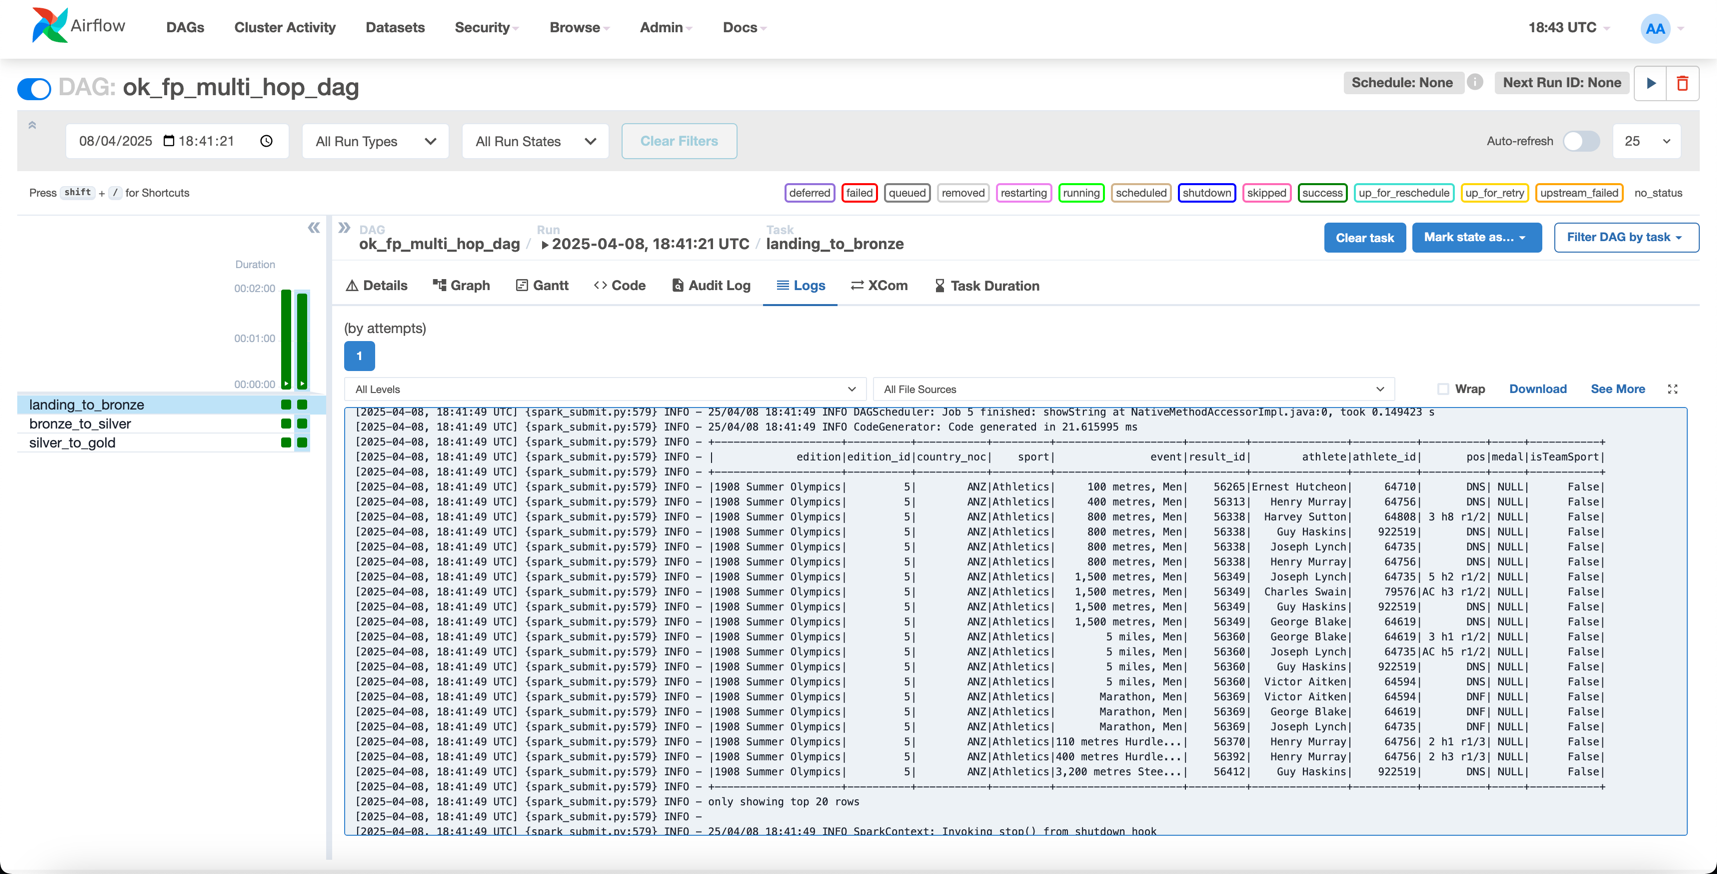 Airflow DAGs Cluster Activity Datasets Security Browse Admin Docs 18:43 UTC AA
DAG: ok_fp_multi_hop_dag Schedule: None Next Run ID: None
08/04/2025 18:41:21 All Run Types All Run States Clear Filters Auto-refresh 25
Press shift + / for Shortcuts deferred failed queued removed restarting running scheduled shutdown skipped success up_for_reschedule up_for_retry upstream_failed no_status
DAG Run Task
ok_fp_multi_hop_dag / 2025-04-08, 18:41:21 UTC / landing_to_bronze Clear task Mark state as... Filter DAG by task
Duration
00:02:00
00:01:00
00:00:00
landing_to_bronze
bronze_to_silver
silver_to_gold
Details Graph Gantt Code Audit Log Logs XCom Task Duration
(by attempts)
1
All Levels All File Sources Wrap Download See More
[2025-04-08, 18:41:49 UTC] {spark_submit.py:579} INFO - 25/04/08 18:41:49 INFO DAGScheduler: Job 5 finished: showString at NativeMethodAccessorImpl.java:0, took 0.149423 s
[2025-04-08, 18:41:49 UTC] {spark_submit.py:579} INFO - 25/04/08 18:41:49 INFO CodeGenerator: Code generated in 21.615995 ms
[2025-04-08, 18:41:49 UTC] {spark_submit.py:579} INFO - +--------------------+----------+-----------+---------+--------------------+---------+---------------+----------+----------+-----+-----------+
[2025-04-08, 18:41:49 UTC] {spark_submit.py:579} INFO - | edition|edition_id|country_noc| sport| event|result_id| athlete|athlete_id| pos|medal|isTeamSport|
[2025-04-08, 18:41:49 UTC] {spark_submit.py:579} INFO - +--------------------+----------+-----------+---------+--------------------+---------+---------------+----------+----------+-----+-----------+
[2025-04-08, 18:41:49 UTC] {spark_submit.py:579} INFO - |1908 Summer Olympics| 5| ANZ|Athletics| 100 metres, Men| 56265|Ernest Hutcheon| 64710| DNS| NULL| False|
[2025-04-08, 18:41:49 UTC] {spark_submit.py:579} INFO - |1908 Summer Olympics| 5| ANZ|Athletics| 400 metres, Men| 56313| Henry Murray| 64756| DNS| NULL| False|
[2025-04-08, 18:41:49 UTC] {spark_submit.py:579} INFO - |1908 Summer Olympics| 5| ANZ|Athletics| 800 metres, Men| 56338| Harvey Sutton| 64808| 3 h8 r1/2| NULL| False|
[2025-04-08, 18:41:49 UTC] {spark_submit.py:579} INFO - |1908 Summer Olympics| 5| ANZ|Athletics| 800 metres, Men| 56338| Guy Haskins| 922519| DNS| NULL| False|
[2025-04-08, 18:41:49 UTC] {spark_submit.py:579} INFO - |1908 Summer Olympics| 5| ANZ|Athletics| 800 metres, Men| 56338| Joseph Lynch| 64735| DNS| NULL| False|
[2025-04-08, 18:41:49 UTC] {spark_submit.py:579} INFO - |1908 Summer Olympics| 5| ANZ|Athletics| 800 metres, Men| 56338| Henry Murray| 64756| DNS| NULL| False|
[2025-04-08, 18:41:49 UTC] {spark_submit.py:579} INFO - |1908 Summer Olympics| 5| ANZ|Athletics| 1,500 metres, Men| 56349| Joseph Lynch| 64735| 5 h2 r1/2| NULL| False|
[2025-04-08, 18:41:49 UTC] {spark_submit.py:579} INFO - |1908 Summer Olympics| 5| ANZ|Athletics| 1,500 metres, Men| 56349| Charles Swain| 79576|AC h3 r1/2| NULL| False|
[2025-04-08, 18:41:49 UTC] {spark_submit.py:579} INFO - |1908 Summer Olympics| 5| ANZ|Athletics| 1,500 metres, Men| 56349| Guy Haskins| 922519| DNS| NULL| False|
[2025-04-08, 18:41:49 UTC] {spark_submit.py:579} INFO - |1908 Summer Olympics| 5| ANZ|Athletics| 1,500 metres, Men| 56349| George Blake| 64619| DNS| NULL| False|
[2025-04-08, 18:41:49 UTC] {spark_submit.py:579} INFO - |1908 Summer Olympics| 5| ANZ|Athletics| 5 miles, Men| 56360| George Blake| 64619| 3 h1 r1/2| NULL| False|
[2025-04-08, 18:41:49 UTC] {spark_submit.py:579} INFO - |1908 Summer Olympics| 5| ANZ|Athletics| 5 miles, Men| 56360| Joseph Lynch| 64735|AC h5 r1/2| NULL| False|
[2025-04-08, 18:41:49 UTC] {spark_submit.py:579} INFO - |1908 Summer Olympics| 5| ANZ|Athletics| 5 miles, Men| 56360| Guy Haskins| 922519| DNS| NULL| False|
[2025-04-08, 18:41:49 UTC] {spark_submit.py:579} INFO - |1908 Summer Olympics| 5| ANZ|Athletics| 5 miles, Men| 56360| Victor Aitken| 64594| DNS| NULL| False|
[2025-04-08, 18:41:49 UTC] {spark_submit.py:579} INFO - |1908 Summer Olympics| 5| ANZ|Athletics| Marathon, Men| 56369| Victor Aitken| 64594| DNF| NULL| False|
[2025-04-08, 18:41:49 UTC] {spark_submit.py:579} INFO - |1908 Summer Olympics| 5| ANZ|Athletics| Marathon, Men| 56369| George Blake| 64619| DNF| NULL| False|
[2025-04-08, 18:41:49 UTC] {spark_submit.py:579} INFO - |1908 Summer Olympics| 5| ANZ|Athletics| Marathon, Men| 56369| Joseph Lynch| 64735| DNF| NULL| False|
[2025-04-08, 18:41:49 UTC] {spark_submit.py:579} INFO - |1908 Summer Olympics| 5| ANZ|Athletics|110 metres Hurdle...| 56370| Henry Murray| 64756| 2 h1 r1/3| NULL| False|
[2025-04-08, 18:41:49 UTC] {spark_submit.py:579} INFO - |1908 Summer Olympics| 5| ANZ|Athletics|400 metres Hurdle...| 56392| Henry Murray| 64756| 2 h3 r1/3| NULL| False|
[2025-04-08, 18:41:49 UTC] {spark_submit.py:579} INFO - |1908 Summer Olympics| 5| ANZ|Athletics|3,200 metres Stee...| 56412| Guy Haskins| 922519| DNS| NULL| False|
[2025-04-08, 18:41:49 UTC] {spark_submit.py:579} INFO - +--------------------+----------+-----------+---------+--------------------+---------+---------------+----------+----------+-----+-----------+
[2025-04-08, 18:41:49 UTC] {spark_submit.py:579} INFO - only showing top 20 rows
[2025-04-08, 18:41:49 UTC] {spark_submit.py:579} INFO -
[2025-04-08, 18:41:49 UTC] {spark_submit.py:579} INFO - 25/04/08 18:41:49 INFO SparkContext: Invoking stop() from shutdown hook